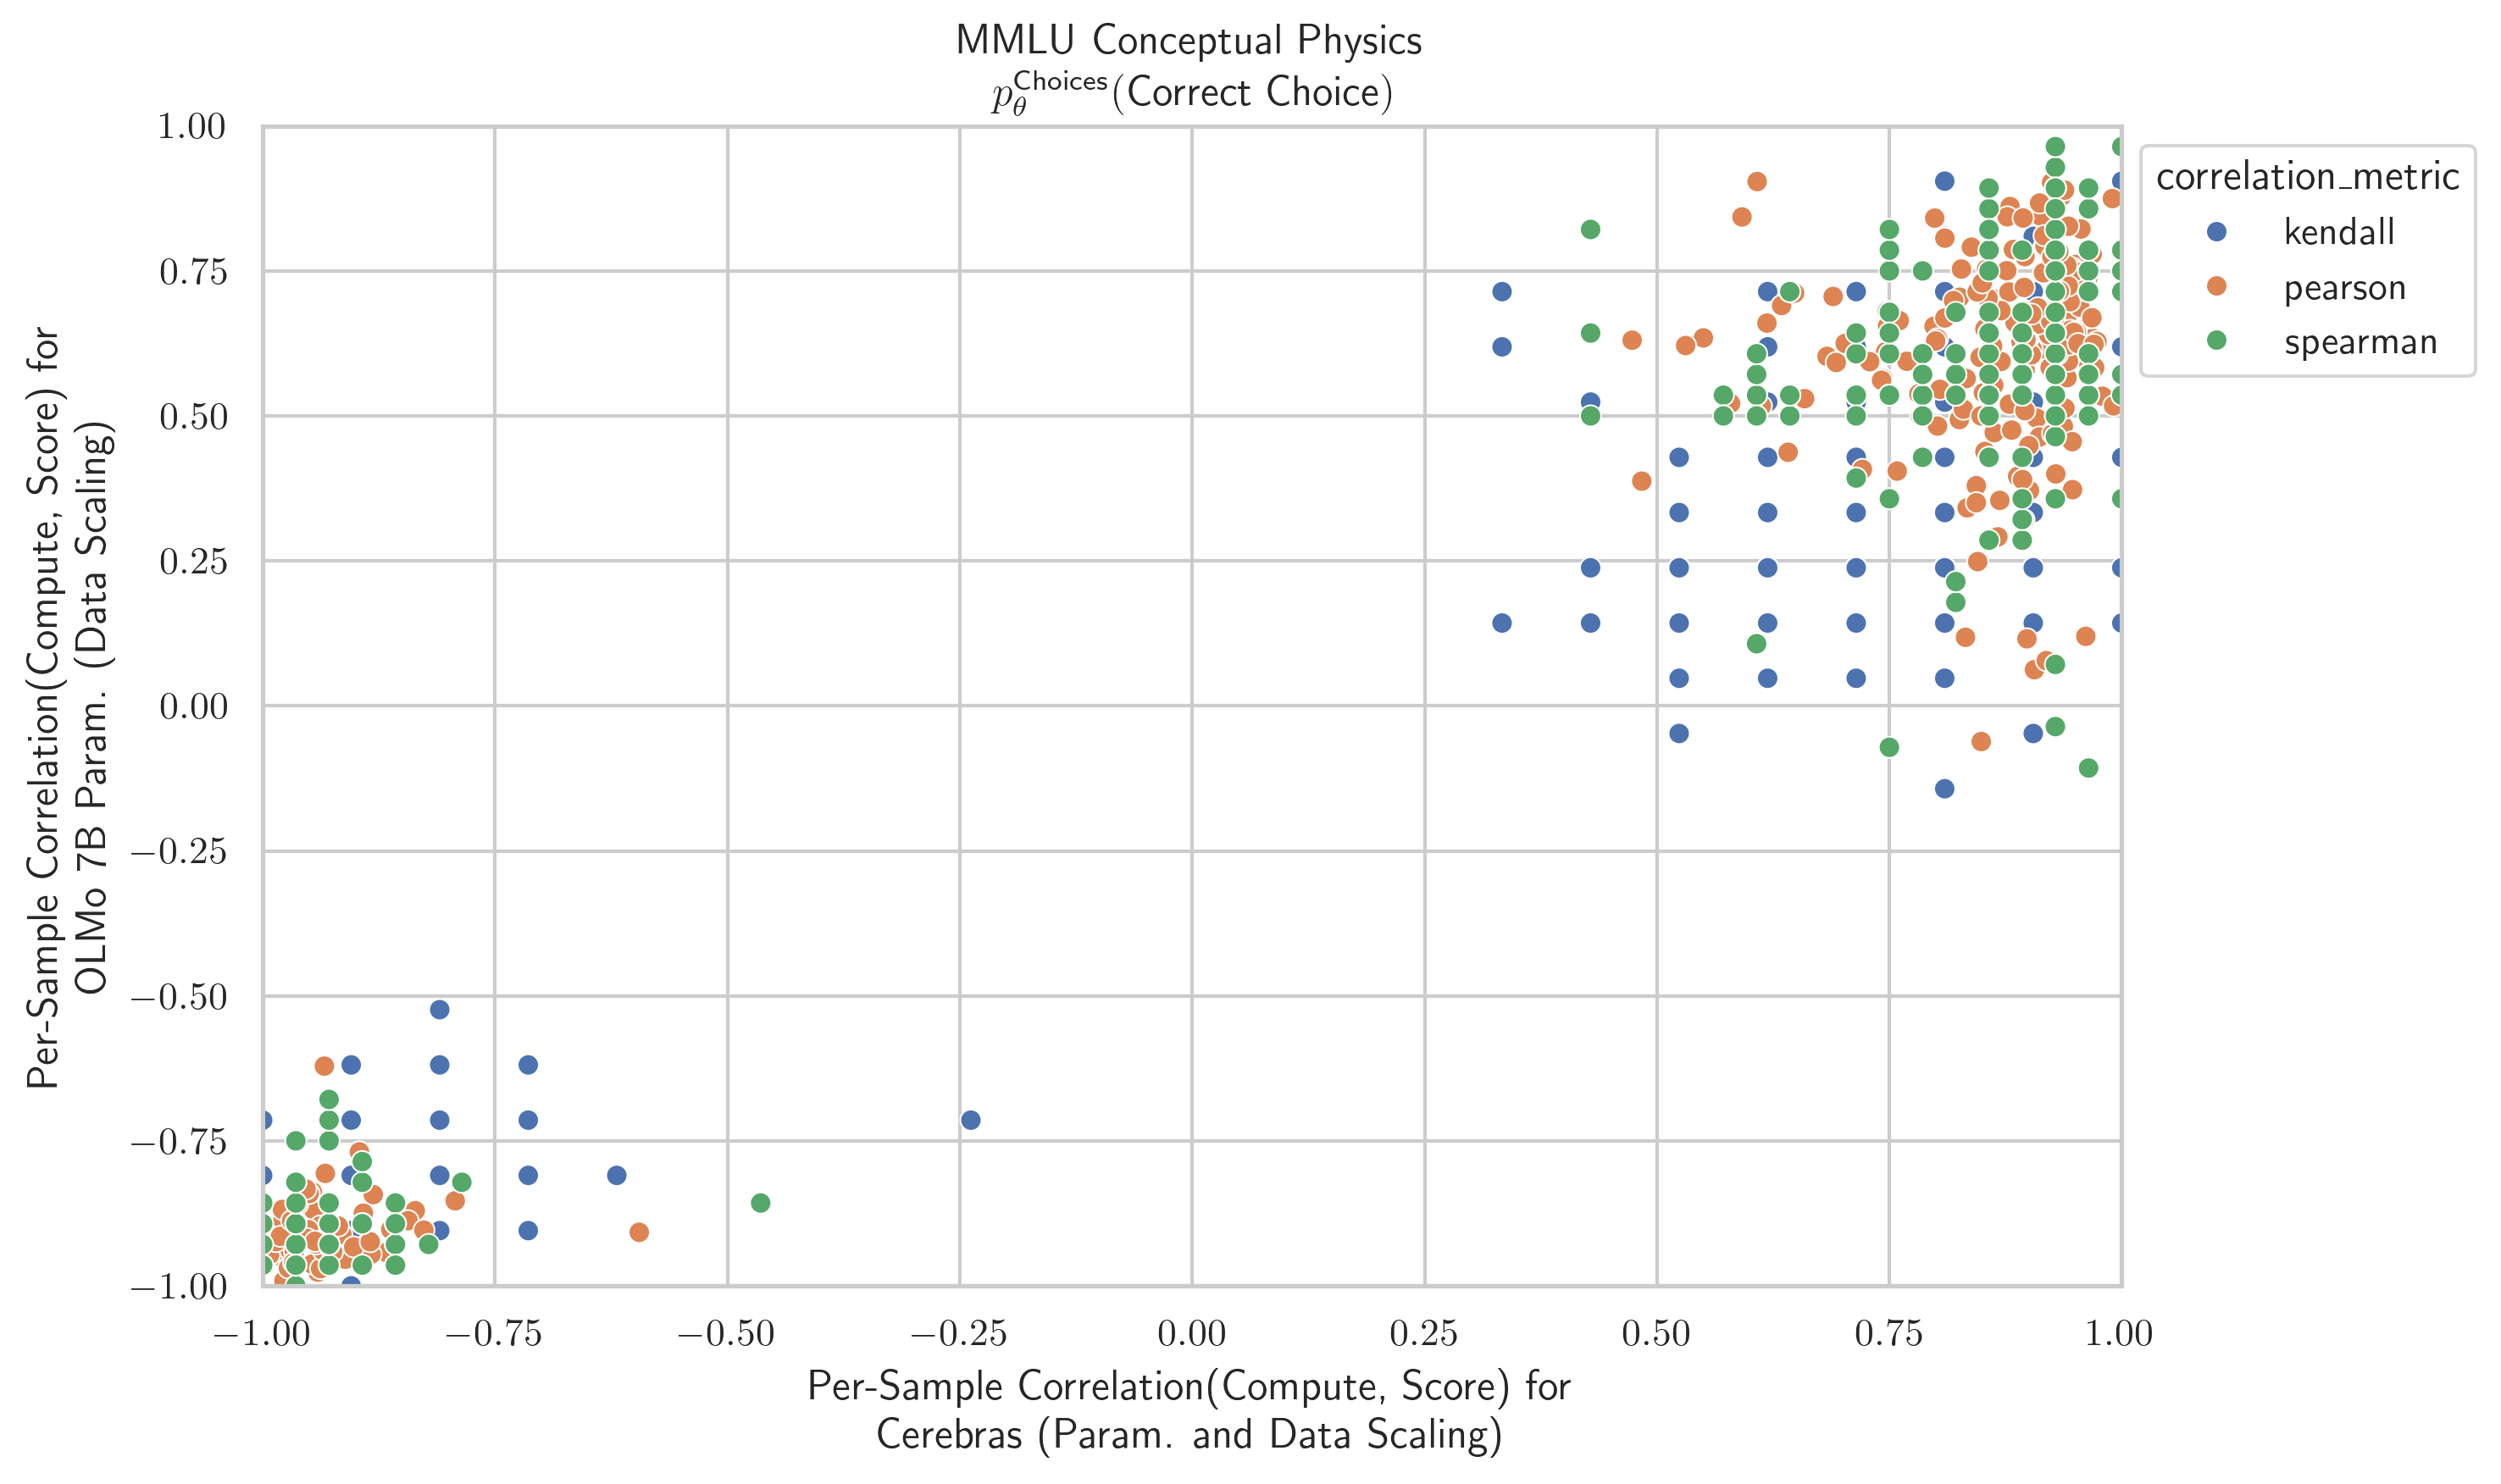 MMLU Conceptual Physics
p_θ^Choices(Correct Choice)
1.00
0.75
0.50
0.25
0.00
−0.25
−0.50
−0.75
−1.00
Per-Sample Correlation(Compute, Score) for
OLMo 7B Param. (Data Scaling)
correlation_metric
kendall
pearson
spearman
−1.00 −0.75 −0.50 −0.25 0.00 0.25 0.50 0.75 1.00
Per-Sample Correlation(Compute, Score) for
Cerebras (Param. and Data Scaling)